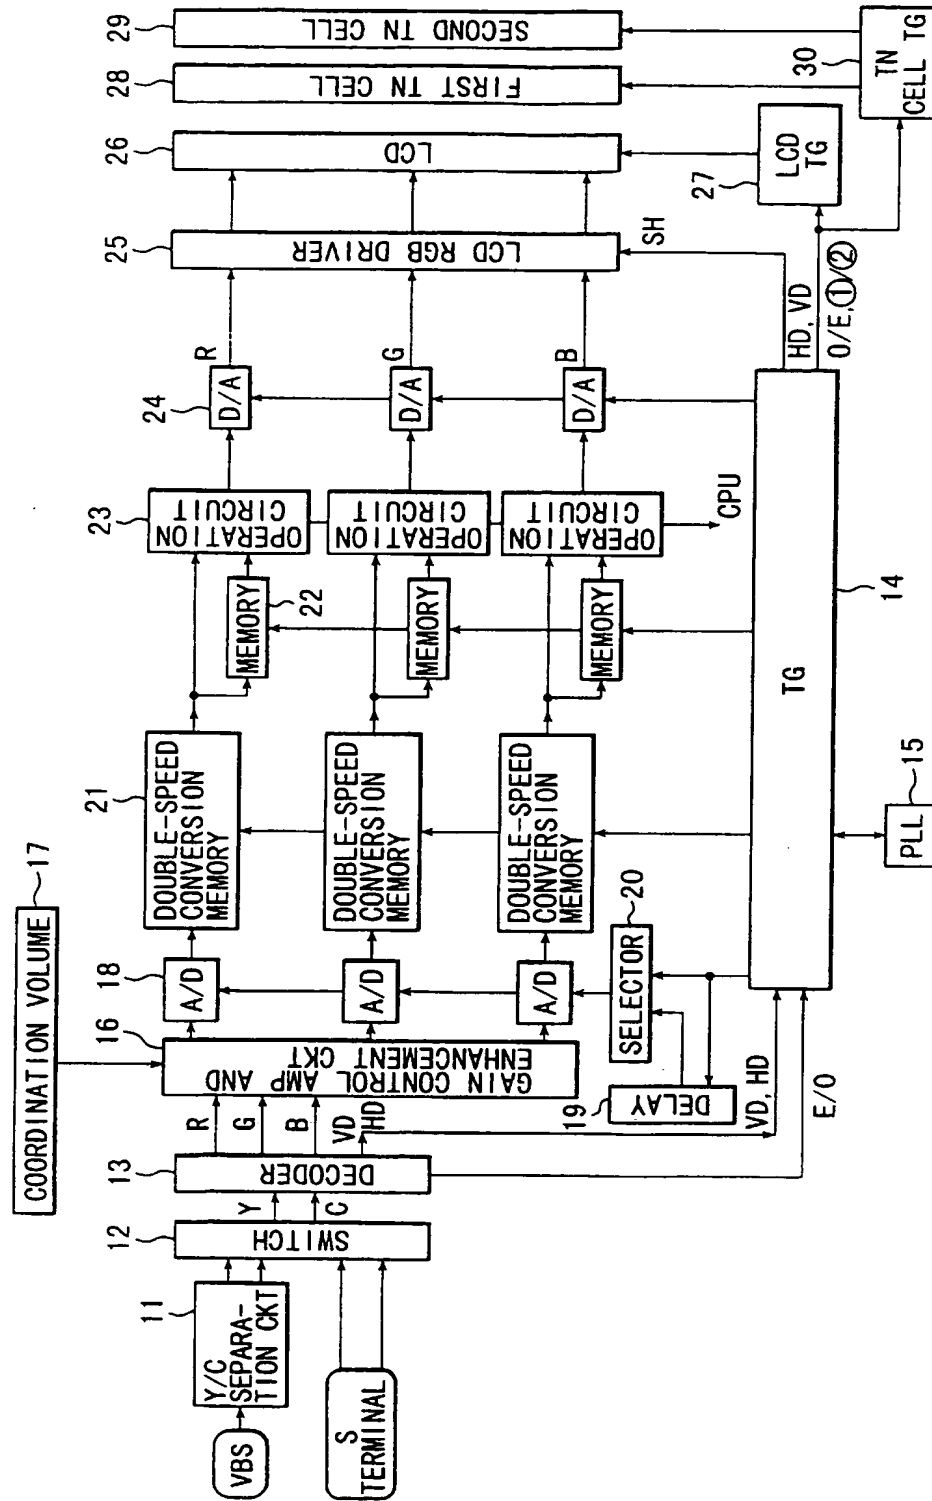 COORDINATION VOLUME
17
VBS
Y/C
SEPARA-
TION CKT
11
S
TERMINAL
SWITCH
12
Y
C
DECODER
13
R
G
B
VD
HD
GAIN CONTROL AMP AND
ENHANCEMENT CKT
16
A/D
18
A/D
A/D
DELAY
19
SELECTOR
20
VD, HD
E/O
DOUBLE-SPEED
CONVERSION
MEMORY
21
DOUBLE-SPEED
CONVERSION
MEMORY
DOUBLE-SPEED
CONVERSION
MEMORY
PLL
15
TG
14
MEMORY
22
MEMORY
MEMORY
OPERATION
CIRCUIT
23
OPERATION
CIRCUIT
OPERATION
CIRCUIT
CPU
D/A
24
D/A
D/A
R
G
B
HD, VD
O/E,①/②
SH
LCD RGB DRIVER
25
LCD
26
LCD
TG
27
FIRST TN CELL
28
SECOND TN CELL
29
TN
CELL TG
30